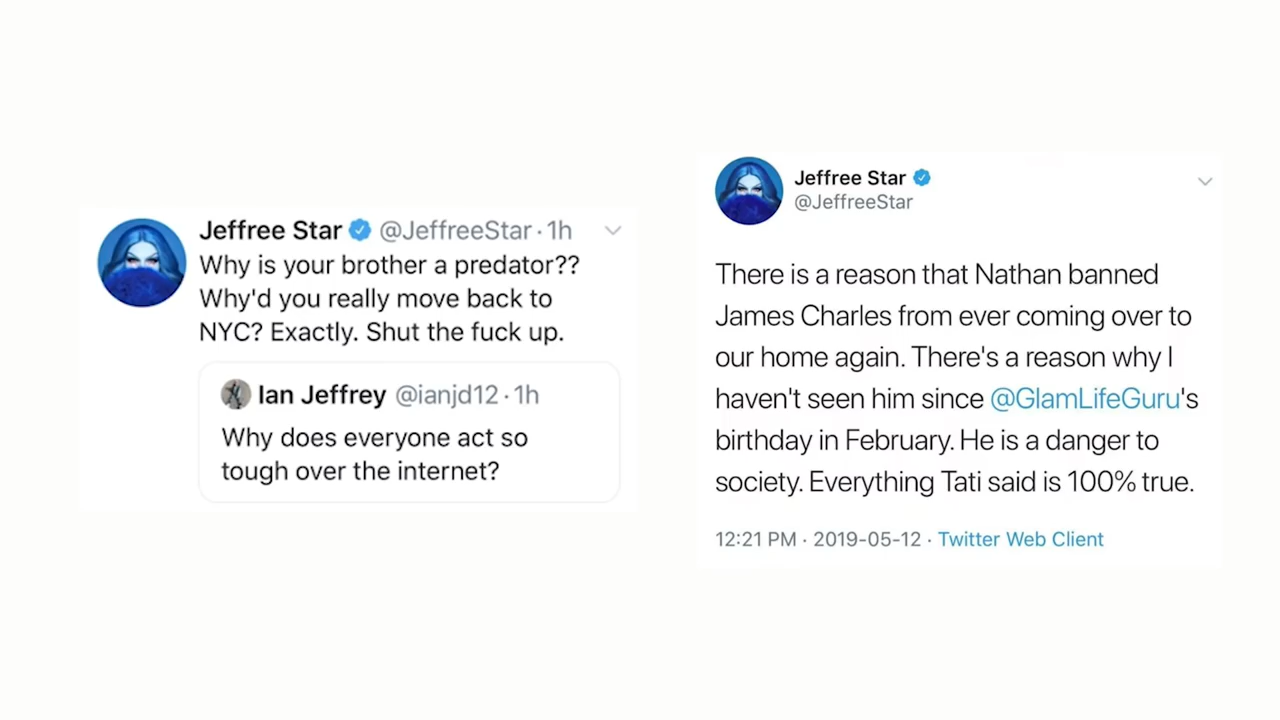 Jeffree Star @JeffreeStar · 1h
Why is your brother a predator??
Why'd you really move back to
NYC? Exactly. Shut the fuck up.
Ian Jeffrey @ianjd12 · 1h
Why does everyone act so
tough over the internet?
Jeffree Star
@JeffreeStar
There is a reason that Nathan banned
James Charles from ever coming over to
our home again. There's a reason why I
haven't seen him since @GlamLifeGuru's
birthday in February. He is a danger to
society. Everything Tati said is 100% true.
12:21 PM · 2019-05-12 · Twitter Web Client